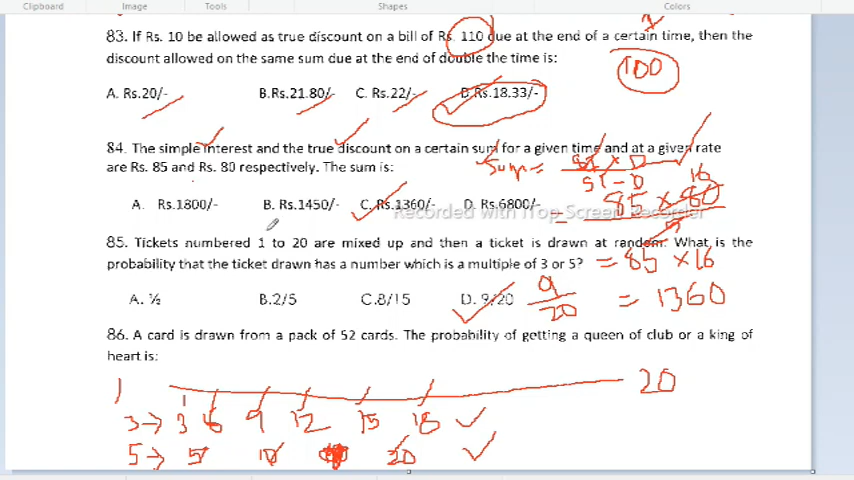 Clipboard Image Tools Shapes Colors
83. If Rs. 10 be allowed as true discount on a bill of Rs. 110 due at the end of a certain time, then the
discount allowed on the same sum due at the end of double the time is:
100
A. Rs.20/- B.Rs.21.80/- C. Rs.22/- D.Rs.18.33/-
84. The simple interest and the true discount on a certain sum for a given time and at a given rate
are Rs. 85 and Rs. 80 respectively. The sum is:
Sum = SI × D
SI - D
16
= 85 × 80
A. Rs.1800/- B. Rs.1450/- C. Rs.1360/- D. Rs.6800/-
Recorded with iTop Screen Recorder
85. Tickets numbered 1 to 20 are mixed up and then a ticket is drawn at random. What is the
probability that the ticket drawn has a number which is a multiple of 3 or 5?
= 85 × 16
A. ½ B.2/5 C.8/15 D. 9/20
9
20
= 1360
86. A card is drawn from a pack of 52 cards. The probability of getting a queen of club or a king of
heart is:
1 20
3→ 3 6 9 12 15 18
5→ 5 10 20